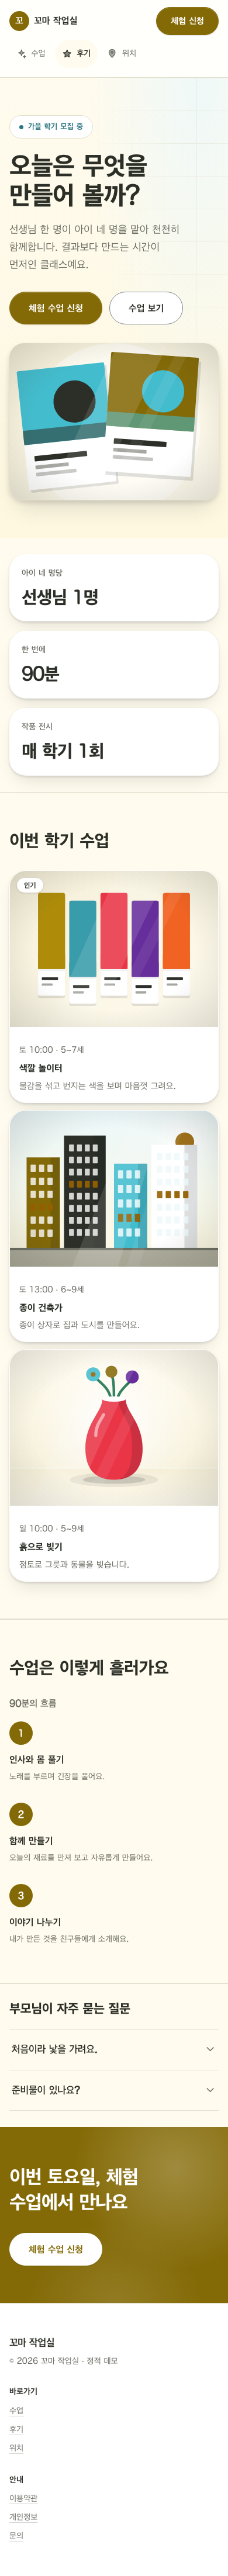 꼬 꼬마 작업실 체험 신청
수업 후기 위치
가을 학기 모집 중
오늘은 무엇을
만들어 볼까?
선생님 한 명이 아이 네 명을 맡아 천천히
함께합니다. 결과보다 만드는 시간이
먼저인 클래스예요.
체험 수업 신청 수업 보기
아이 네 명당
선생님 1명
한 번에
90분
작품 전시
매 학기 1회
이번 학기 수업
인기
토 10:00 · 5~7세
색깔 놀이터
물감을 섞고 번지는 색을 보며 마음껏 그려요.
토 13:00 · 6~9세
종이 건축가
종이 상자로 집과 도시를 만들어요.
일 10:00 · 5~9세
흙으로 빚기
점토로 그릇과 동물을 빚습니다.
수업은 이렇게 흘러가요
90분의 흐름
1
인사와 몸 풀기
노래를 부르며 긴장을 풀어요.
2
함께 만들기
오늘의 재료를 만져 보고 자유롭게 만들어요.
3
이야기 나누기
내가 만든 것을 친구들에게 소개해요.
부모님이 자주 묻는 질문
처음이라 낯을 가려요.
준비물이 있나요?
이번 토요일, 체험
수업에서 만나요
체험 수업 신청
꼬마 작업실
© 2026 꼬마 작업실 · 정적 데모
바로가기
수업
후기
위치
안내
이용약관
개인정보
문의